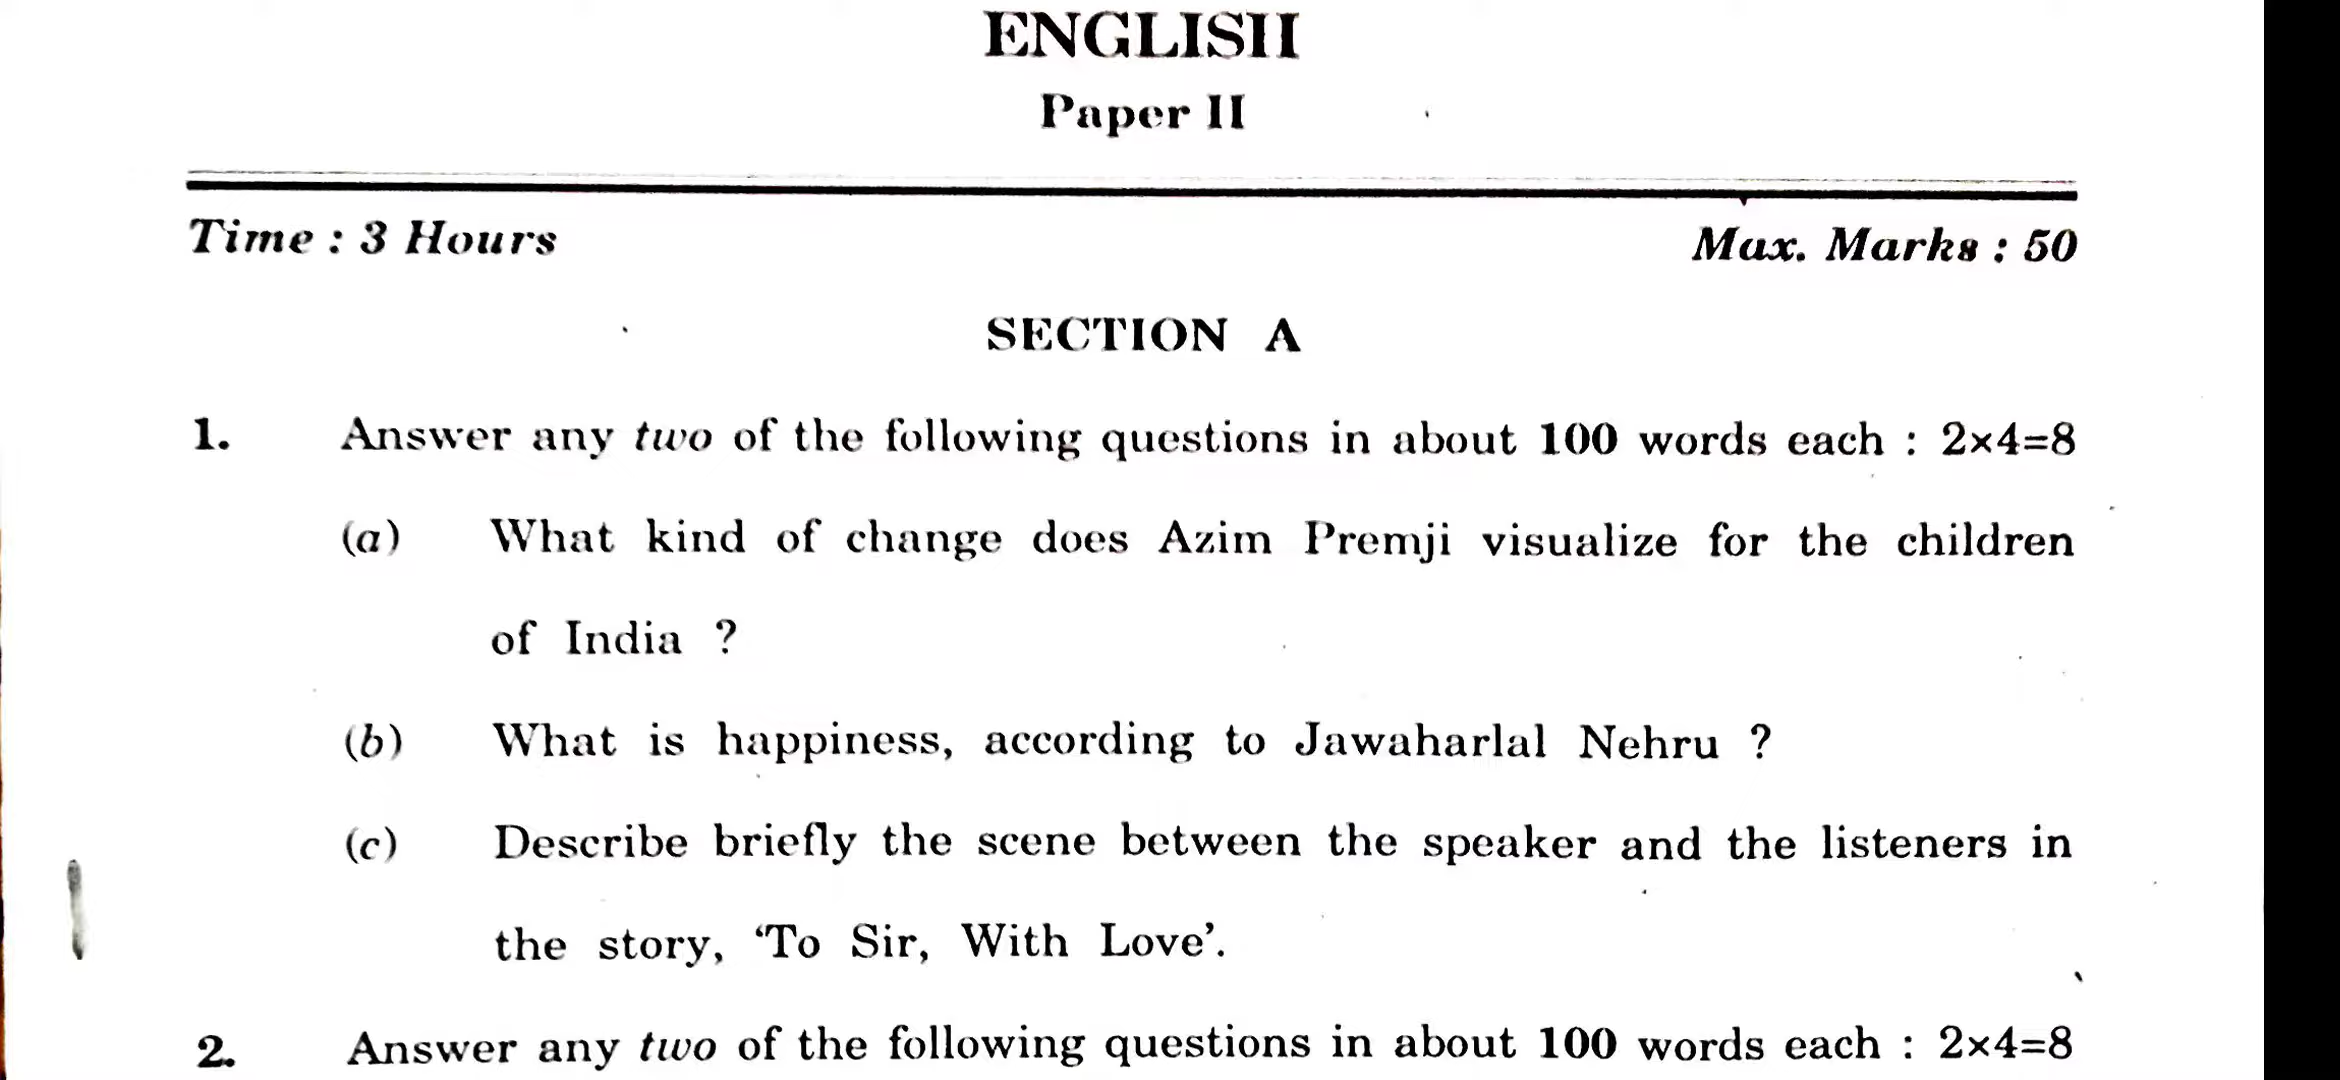 ENGLISH
Paper II
Time : 3 Hours Max. Marks : 50
SECTION A
1. Answer any two of the following questions in about 100 words each : 2×4=8
(a) What kind of change does Azim Premji visualize for the children
of India ?
(b) What is happiness, according to Jawaharlal Nehru ?
(c) Describe briefly the scene between the speaker and the listeners in
the story, ‘To Sir, With Love’.
2. Answer any two of the following questions in about 100 words each : 2×4=8